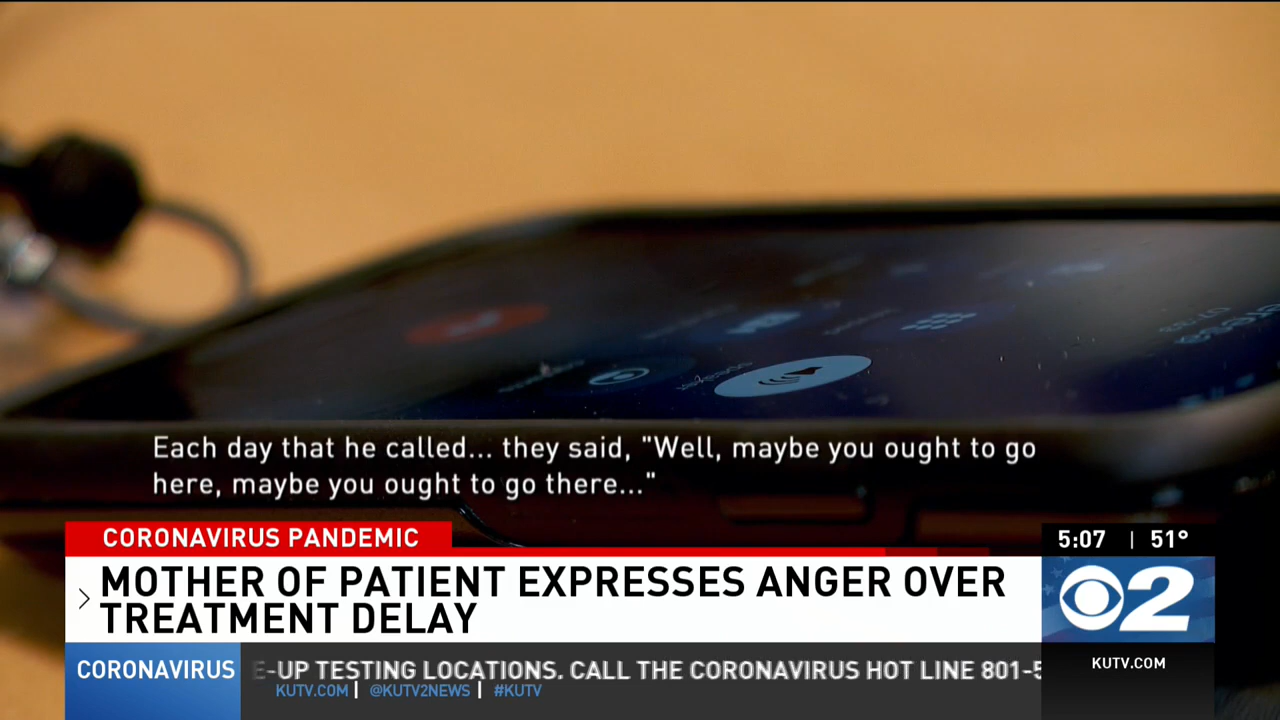 Each day that he called... they said, "Well, maybe you ought to go
here, maybe you ought to go there..."
CORONAVIRUS PANDEMIC
5:07 | 51°
MOTHER OF PATIENT EXPRESSES ANGER OVER
TREATMENT DELAY
2
CORONAVIRUS
E-UP TESTING LOCATIONS. CALL THE CORONAVIRUS HOT LINE 801-5
KUTV.COM
KUTV.COM | @KUTV2NEWS | #KUTV